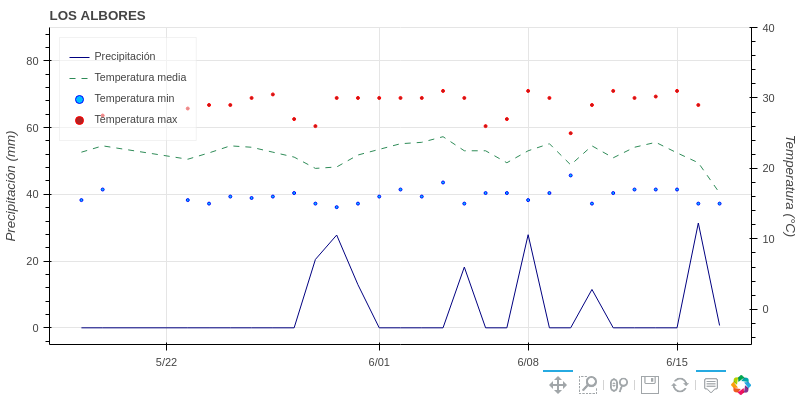 LOS ALBORES
Precipitación
Temperatura media
Temperatura min
Temperatura max
Precipitación (mm)
80
60
40
20
0
40
30
20
10
0
Temperatura (°C)
5/22
6/01
6/08
6/15